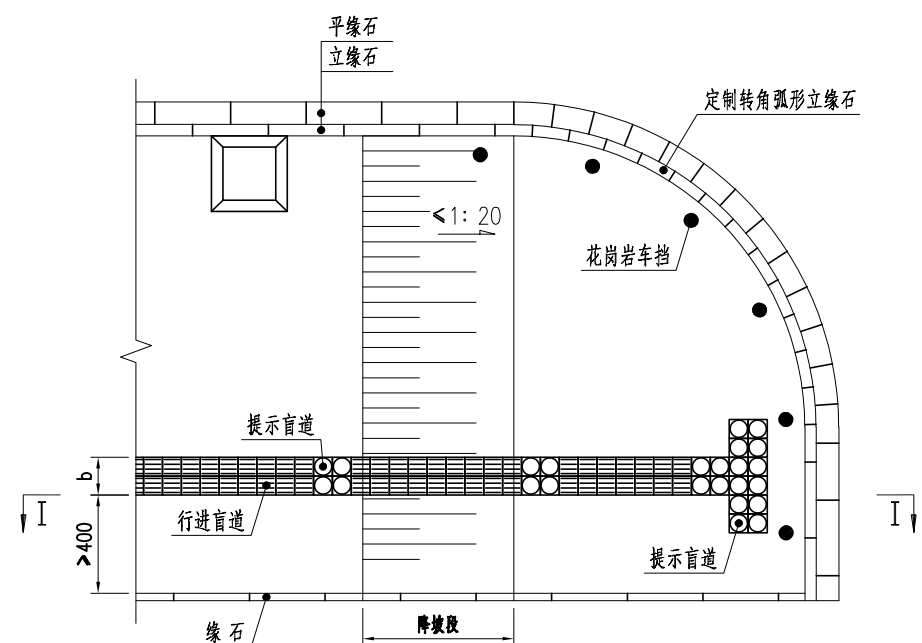 平缘石
立缘石
定制转角弧形立缘石
≤1:20
花岗岩车挡
提示盲道
b
I
I
行进盲道
≥400
提示盲道
缘石
降坡段